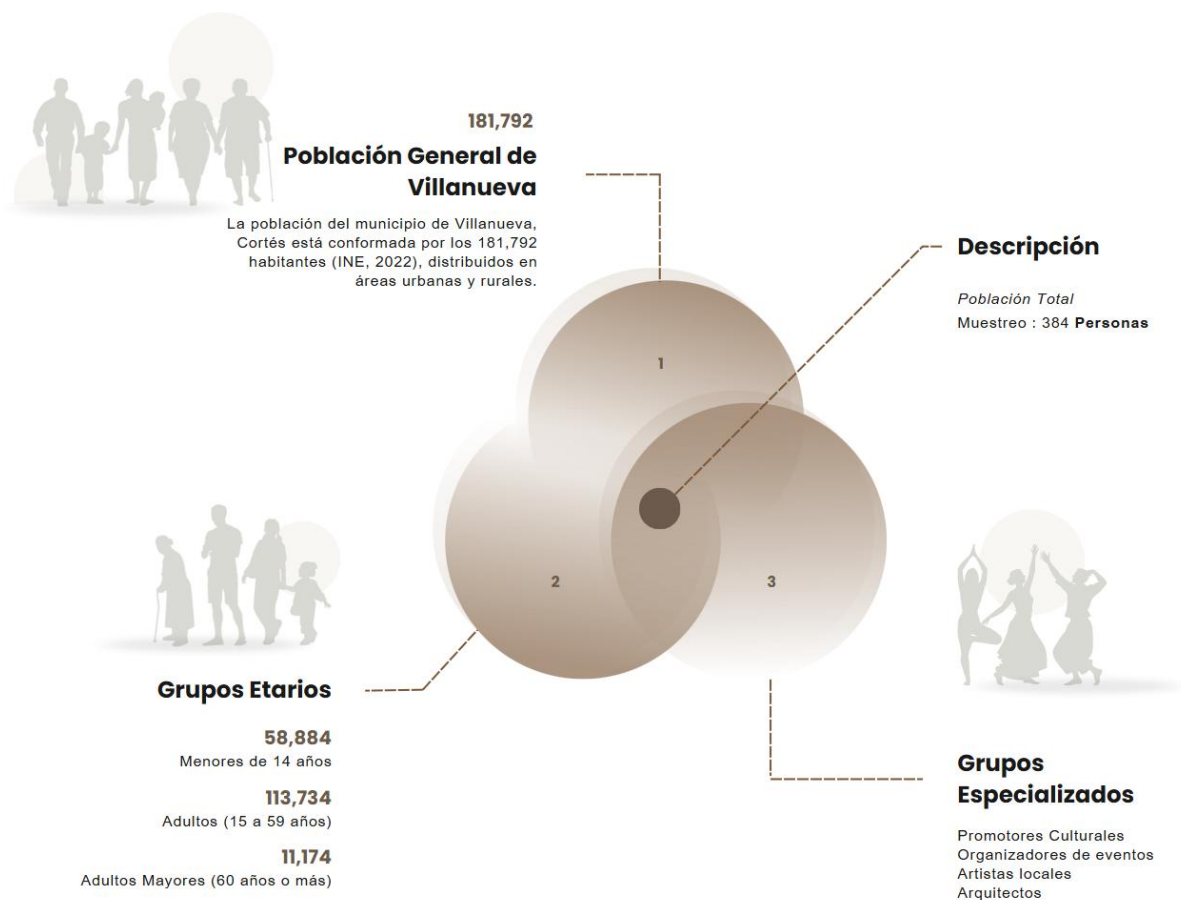 181,792
Población General de
Villanueva
La población del municipio de Villanueva,
Cortés está conformada por los 181,792
habitantes (INE, 2022), distribuidos en
áreas urbanas y rurales.
Descripción
Población Total
Muestreo : 384 Personas
1
2
3
Grupos Etarios
58,884
Menores de 14 años
113,734
Adultos (15 a 59 años)
11,174
Adultos Mayores (60 años o más)
Grupos
Especializados
Promotores Culturales
Organizadores de eventos
Artistas locales
Arquitectos